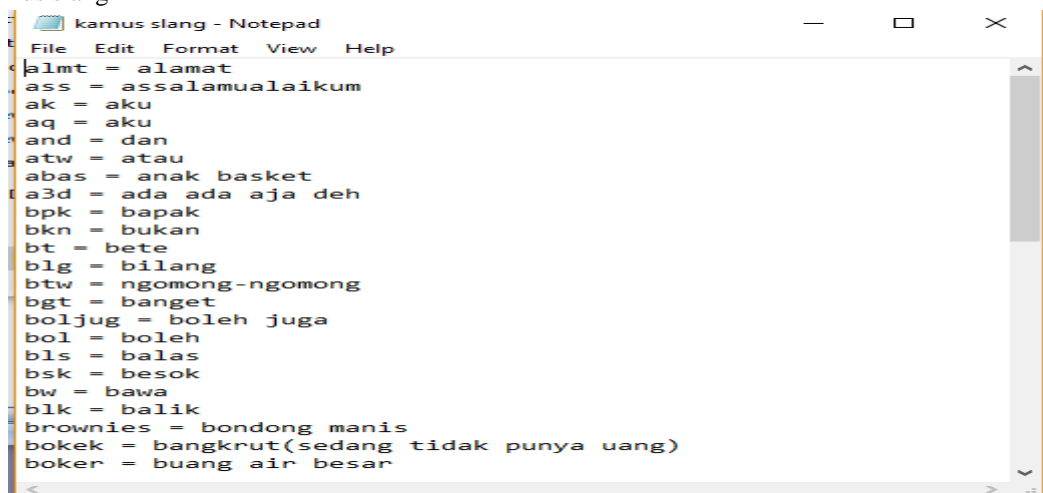 kamus slang - Notepad
File Edit Format View Help
almt = alamat
ass = assalamualaikum
ak = aku
aq = aku
and = dan
atw = atau
abas = anak basket
a3d = ada ada aja deh
bpk = bapak
bkn = bukan
bt = bete
blg = bilang
btw = ngomong-ngomong
bgt = banget
boljug = boleh juga
bol = boleh
bls = balas
bsk = besok
bw = bawa
blk = balik
brownies = bondong manis
bokek = bangkrut(sedang tidak punya uang)
boker = buang air besar